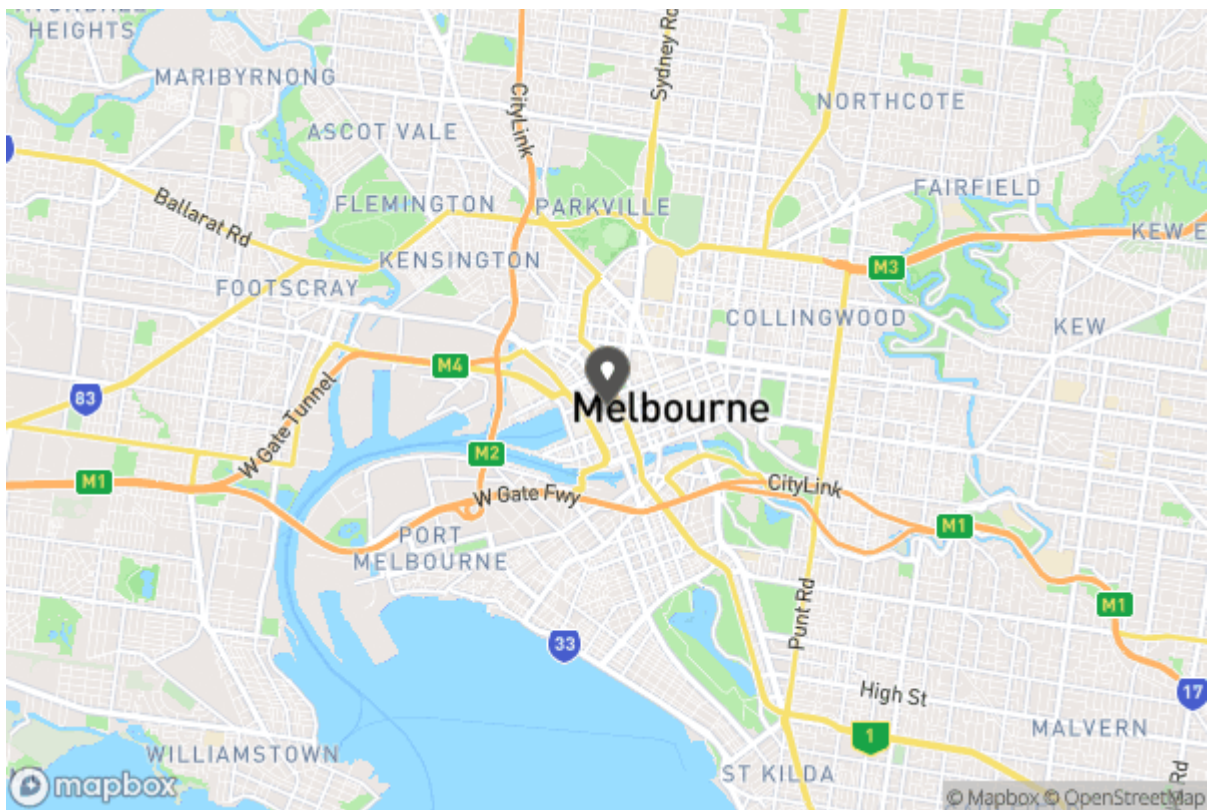 HEIGHTS
MARIBYRNONG
ASCOT VALE
CityLink
Sydney Rd
NORTHCOTE
Ballarat Rd
FLEMINGTON
PARKVILLE
FAIRFIELD
KEW E
KENSINGTON
M3
FOOTSCRAY
COLLINGWOOD
KEW
M4
83
W Gate Tunnel
Melbourne
M2
M1
W Gate Fwy
CityLink
M1
PORT
MELBOURNE
Punt Rd
M1
33
High St
17
MALVERN
1
WILLIAMSTOWN
ST KILDA
Rd
mapbox
© Mapbox © OpenStreetMap